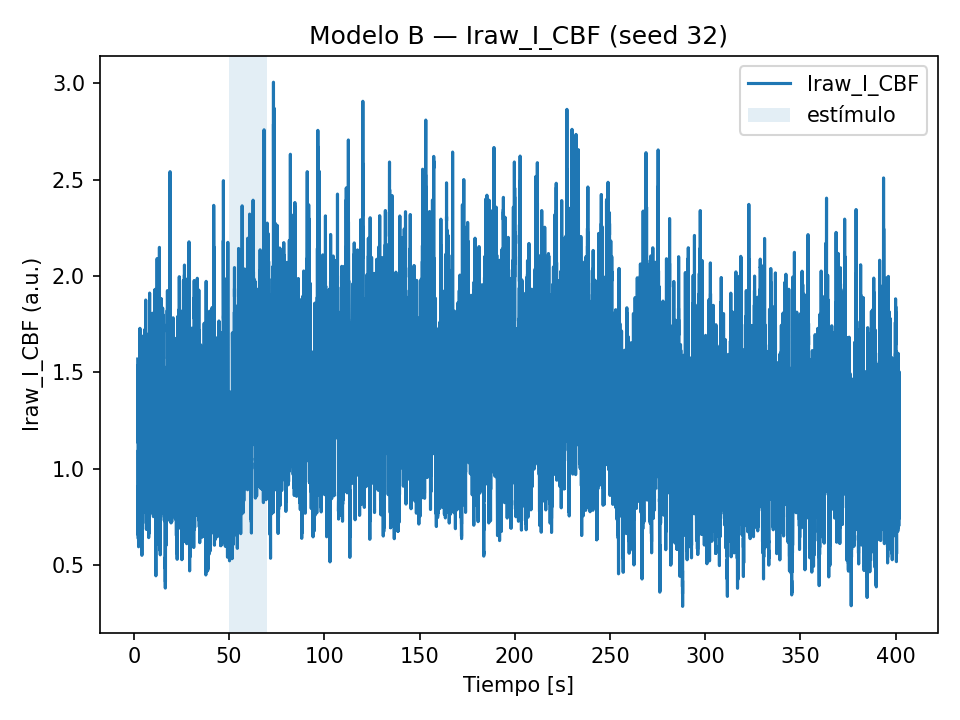 Modelo B — Iraw_I_CBF (seed 32)
Iraw_I_CBF
estímulo
Iraw_I_CBF (a.u.)
3.0
2.5
2.0
1.5
1.0
0.5
0 50 100 150 200 250 300 350 400
Tiempo [s]